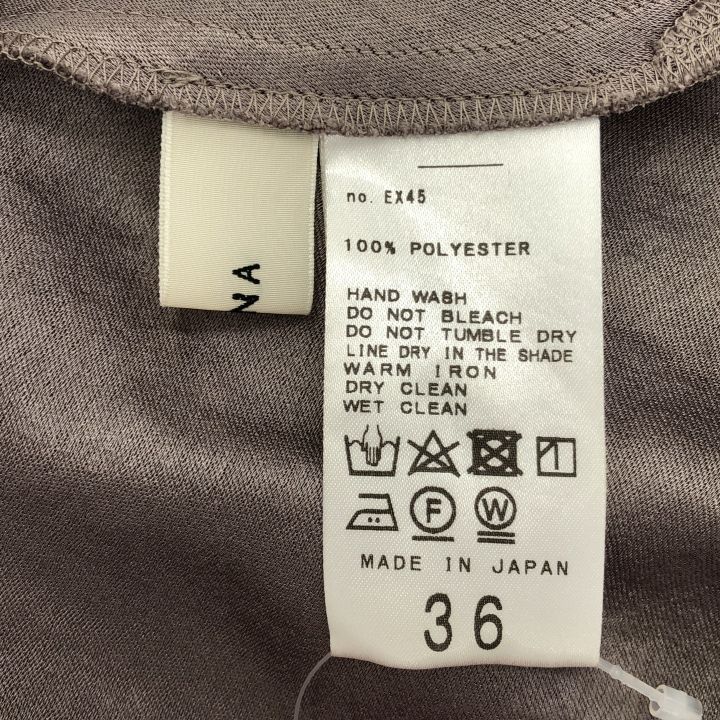 NA
no. EX45
100% POLYESTER
HAND WASH
DO NOT BLEACH
DO NOT TUMBLE DRY
LINE DRY IN THE SHADE
WARM IRON
DRY CLEAN
WET CLEAN
F W
MADE IN JAPAN
36